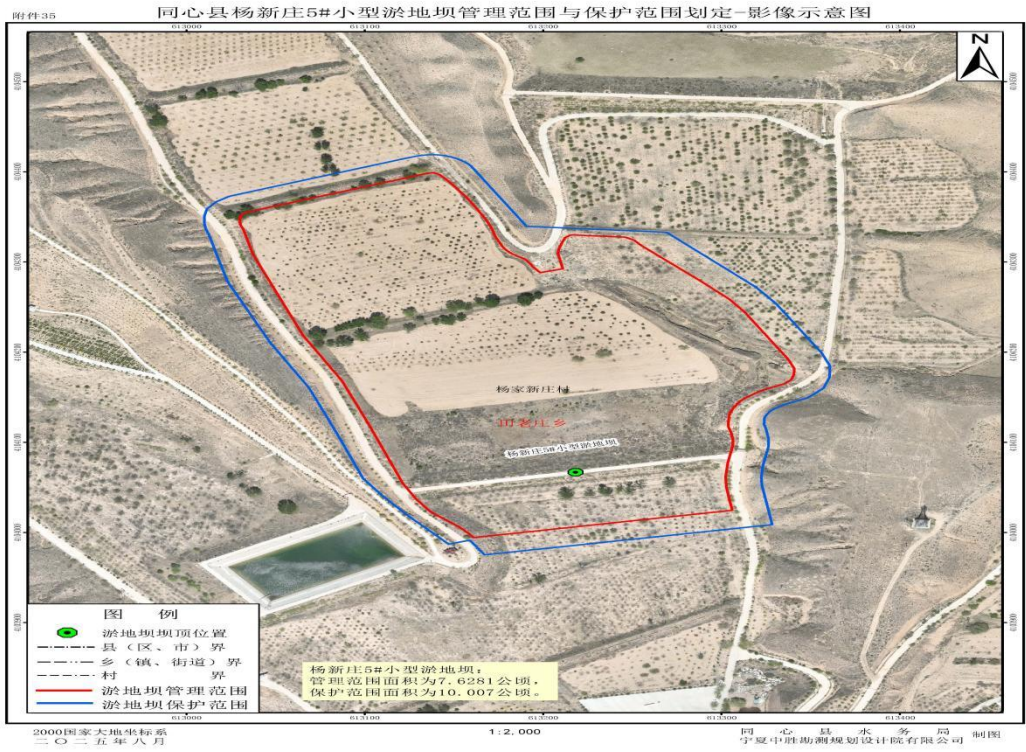 附件35
同心县杨新庄5#小型淤地坝管理范围与保护范围划定-影像示意图
613000 613100 613200 613300 613400
N
杨家新庄村
田老庄乡
杨新庄5#小型淤地坝
图 例
淤地坝坝顶位置
县（区、市）界
乡（镇、街道）界
村 界
淤地坝管理范围
淤地坝保护范围
杨新庄5#小型淤地坝：
管理范围面积为7.6281公顷，
保护范围面积为10.007公顷。
613000 613100 613200 613300 613400
2000国家大地坐标系
二〇二五年八月
1:2,000
同心县水务局
宁夏中胜勘测规划设计院有限公司
制图